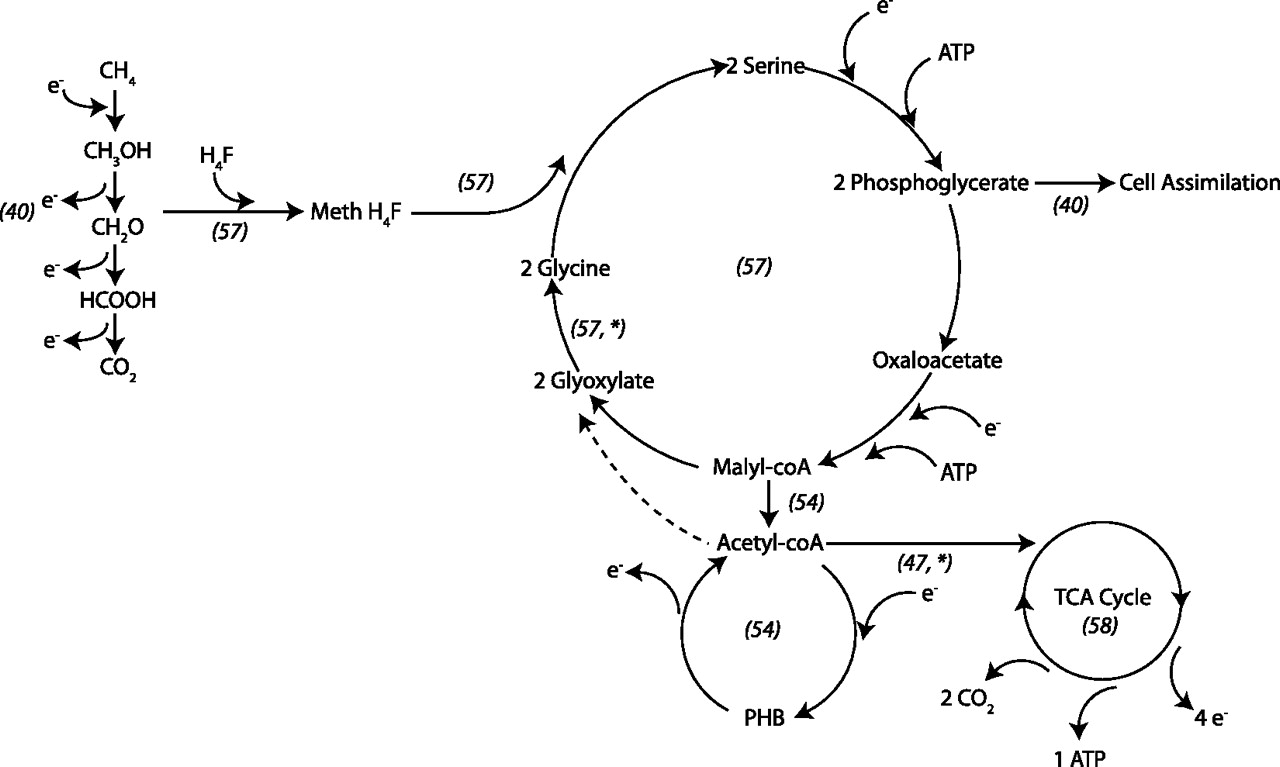 e-
2 Serine
ATP
CH4
e-
CH3OH
H4F
(40)
e-
CH2O
(57)
Meth H4F
(57)
2 Phosphoglycerate
(40)
Cell Assimilation
e-
HCOOH
e-
CO2
2 Glycine
(57)
(57, *)
2 Glyoxylate
Oxaloacetate
e-
ATP
Malyl-coA
(54)
Acetyl-coA
(47, *)
e-
e-
(54)
PHB
TCA Cycle
(58)
2 CO2
4 e-
1 ATP